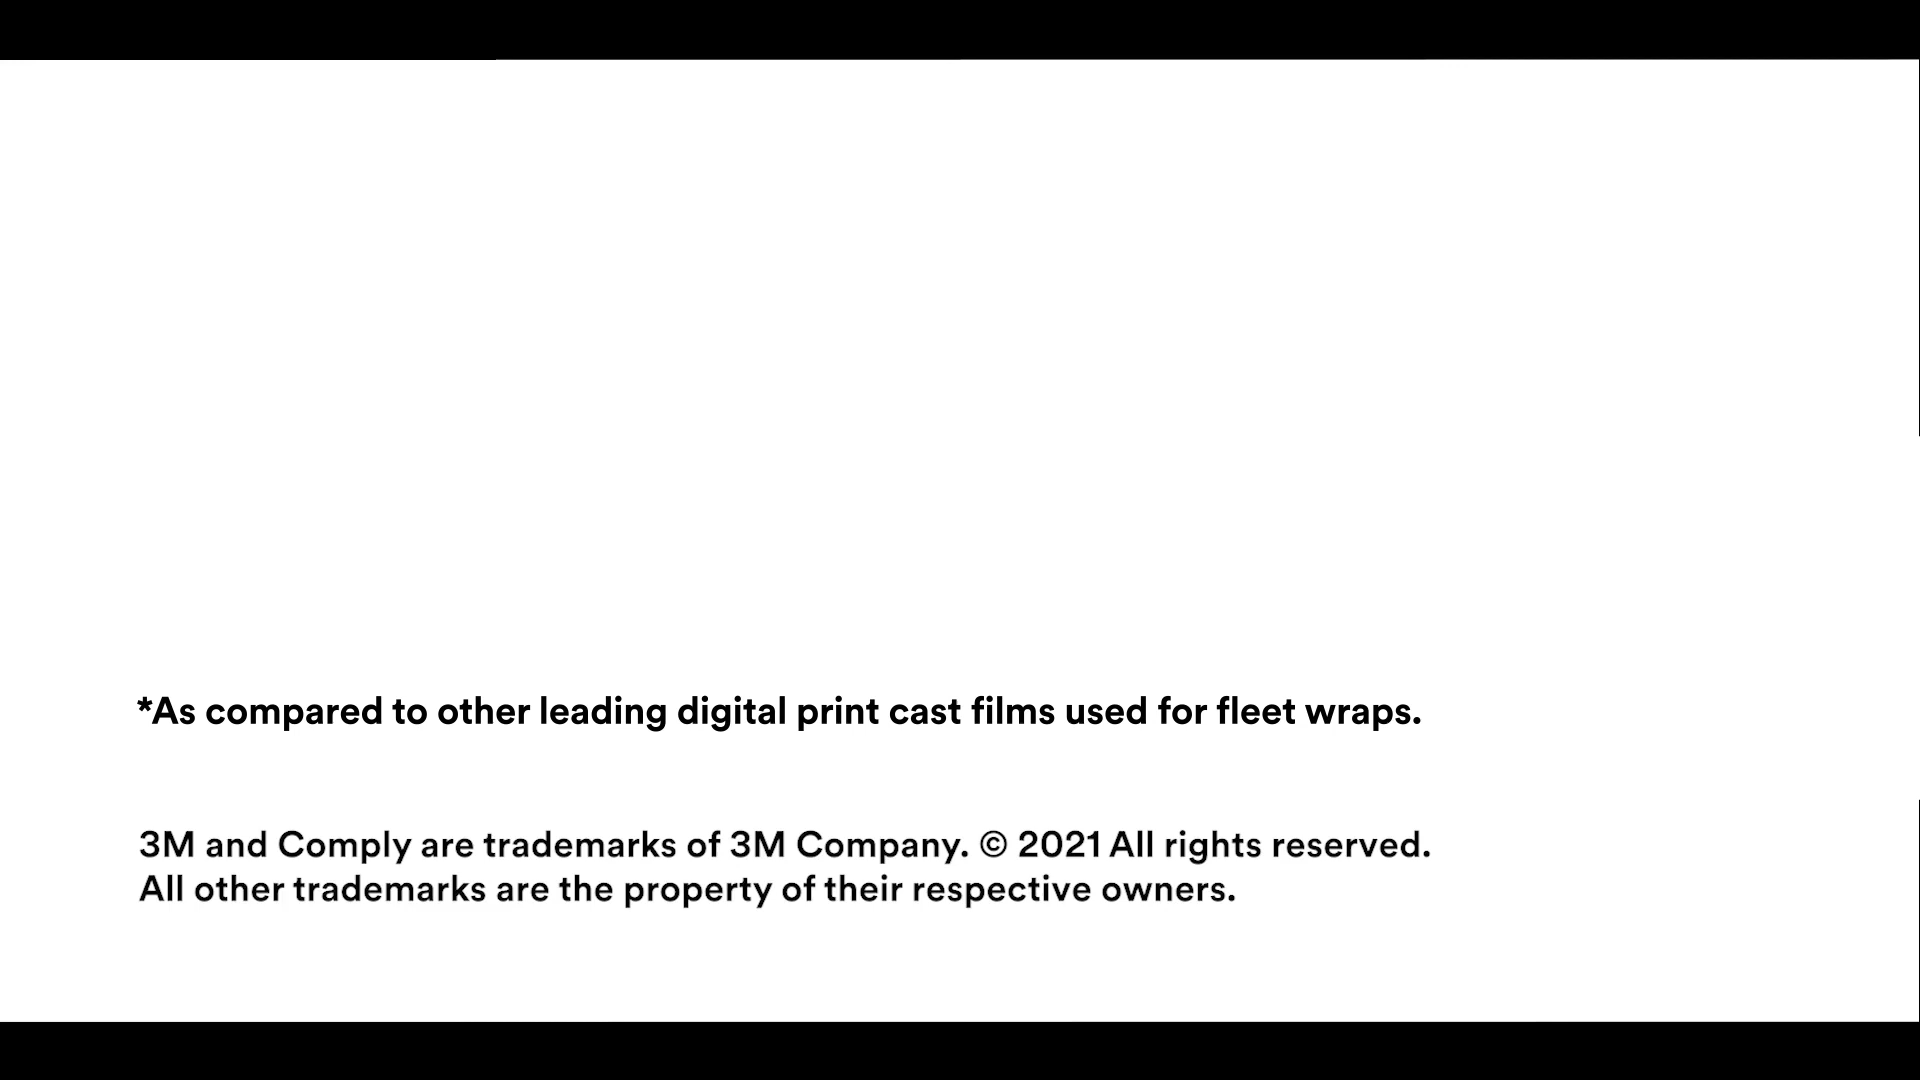 *As compared to other leading digital print cast films used for fleet wraps.
3M and Comply are trademarks of 3M Company. © 2021 All rights reserved.
All other trademarks are the property of their respective owners.